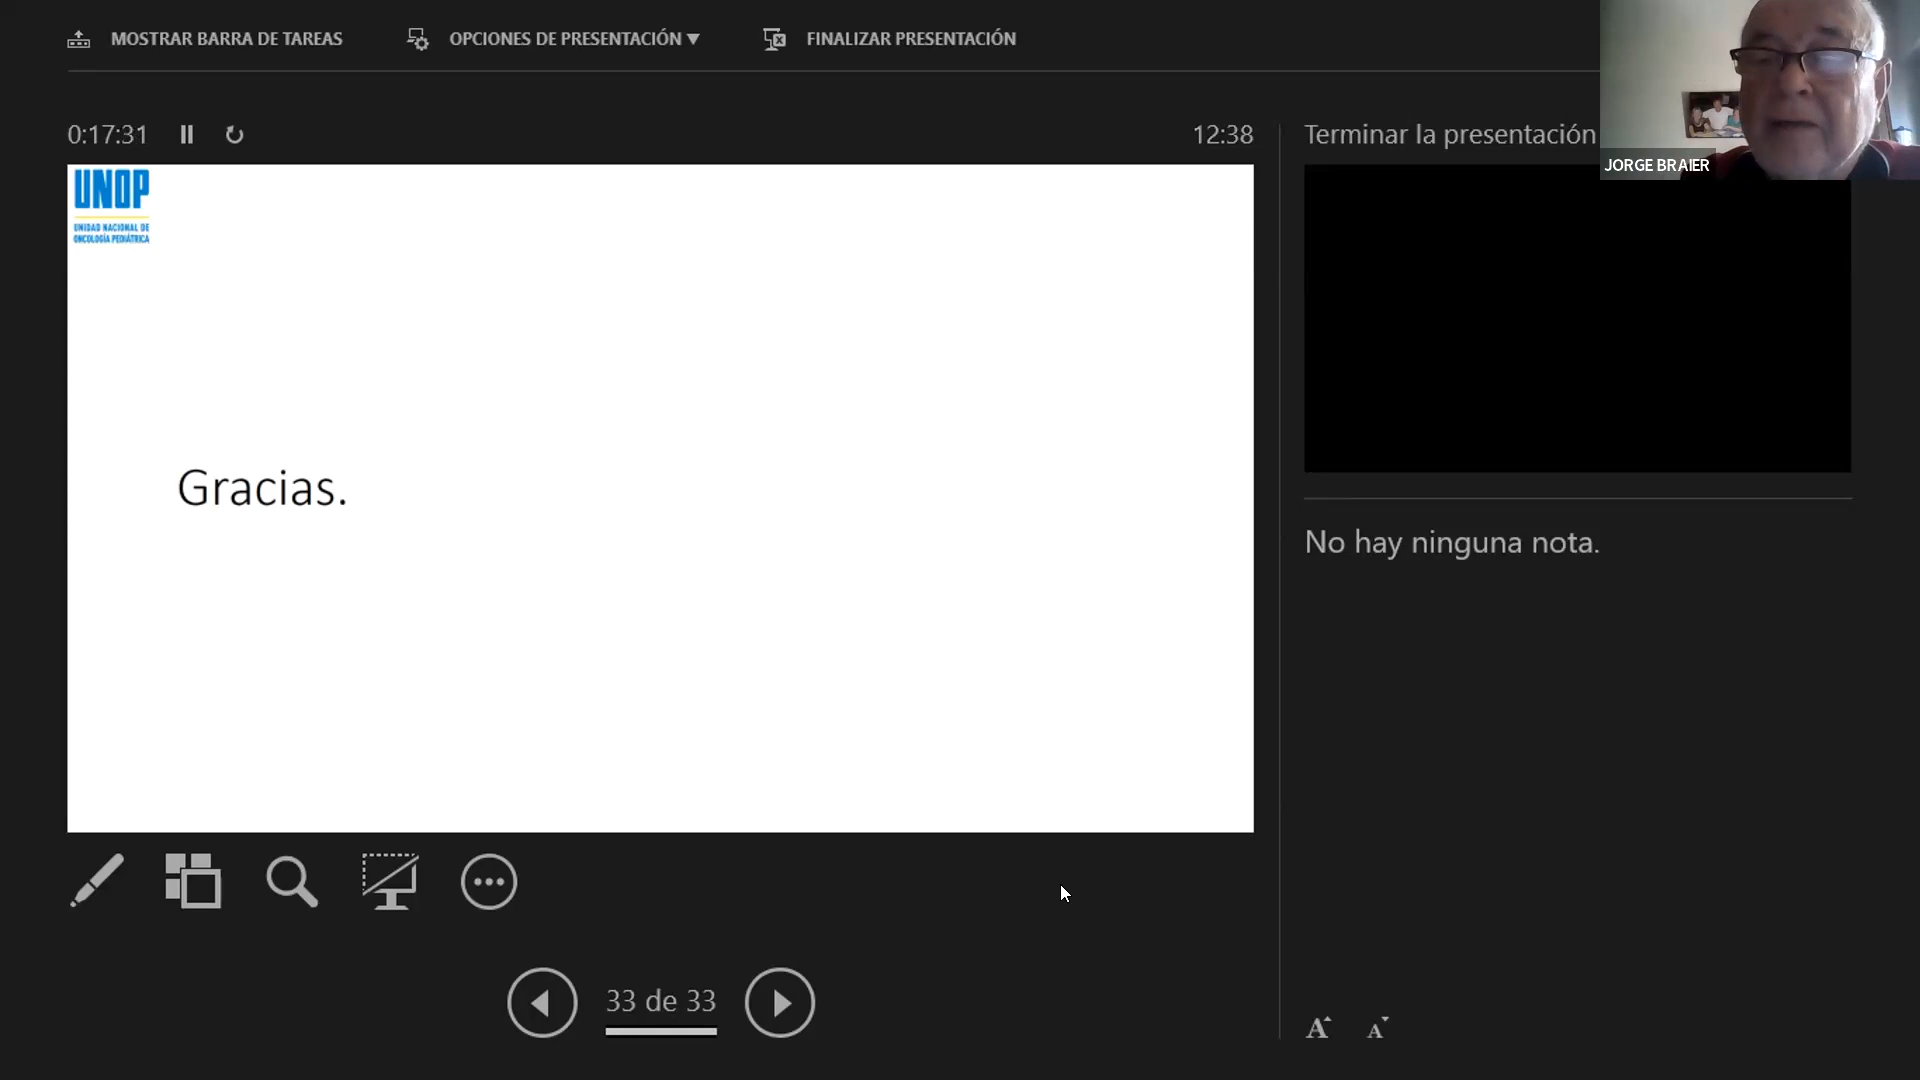 MOSTRAR BARRA DE TAREAS
OPCIONES DE PRESENTACIÓN ▼
FINALIZAR PRESENTACIÓN
0:17:31
12:38
Terminar la presentación
JORGE BRAIER
UNOP
UNIDAD NACIONAL DE
ONCOLOGÍA PEDIÁTRICA
Gracias.
No hay ninguna nota.
33 de 33
A A